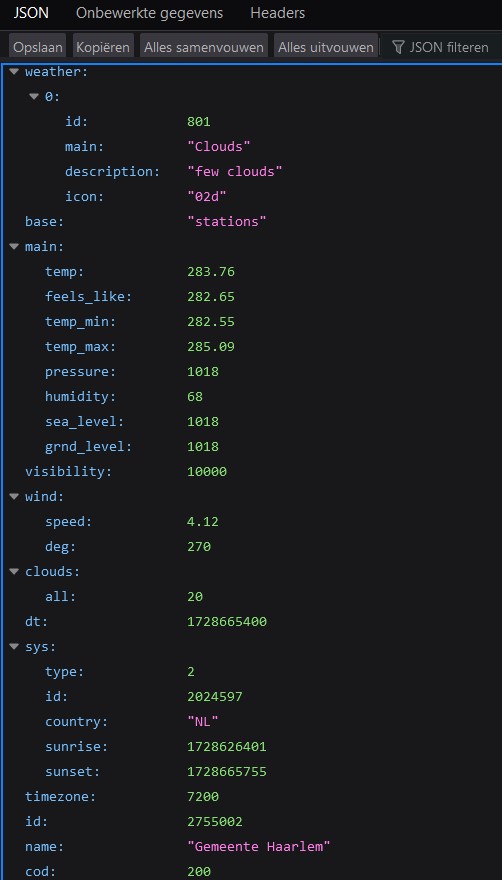 JSON Onbewerkte gegevens Headers
Opslaan Kopiëren Alles samenvouwen Alles uitvouwen JSON filteren
weather:
0:
id: 801
main: "Clouds"
description: "few clouds"
icon: "02d"
base: "stations"
main:
temp: 283.76
feels_like: 282.65
temp_min: 282.55
temp_max: 285.09
pressure: 1018
humidity: 68
sea_level: 1018
grnd_level: 1018
visibility: 10000
wind:
speed: 4.12
deg: 270
clouds:
all: 20
dt: 1728665400
sys:
type: 2
id: 2024597
country: "NL"
sunrise: 1728626401
sunset: 1728665755
timezone: 7200
id: 2755002
name: "Gemeente Haarlem"
cod: 200